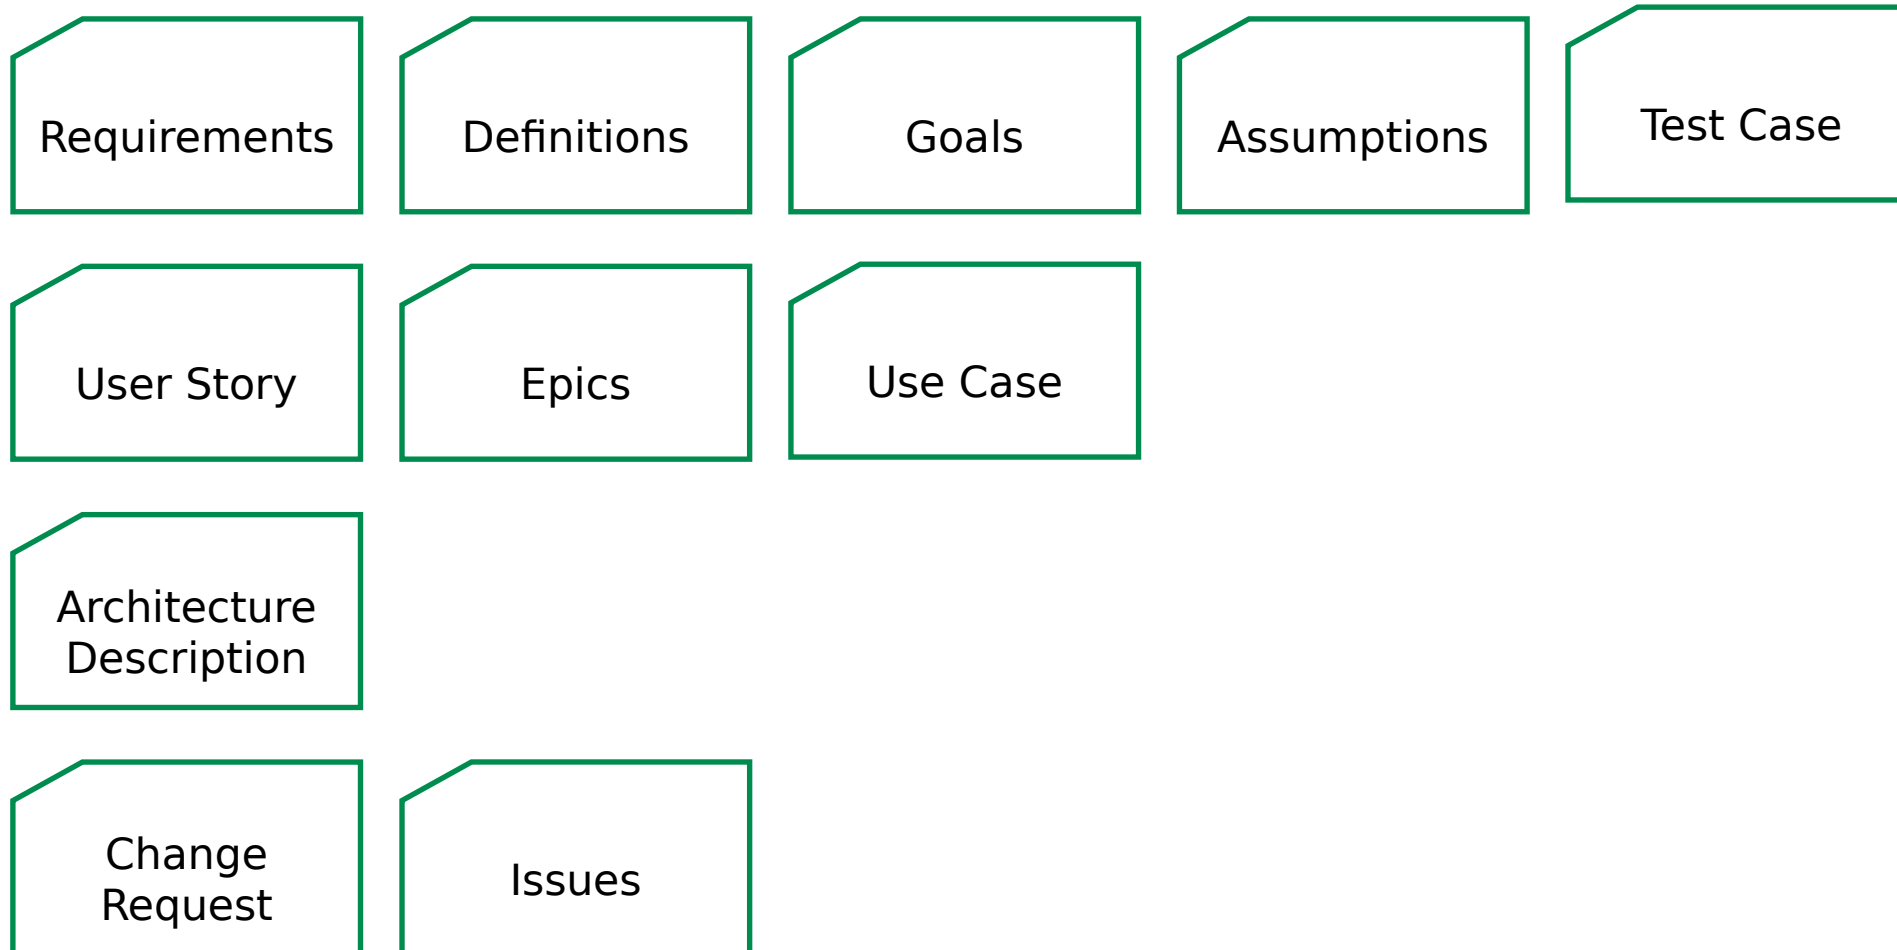 Requirements
Definitions
Goals
Assumptions
Test Case
User Story
Epics
Use Case
Architecture
Description
Change
Request
Issues